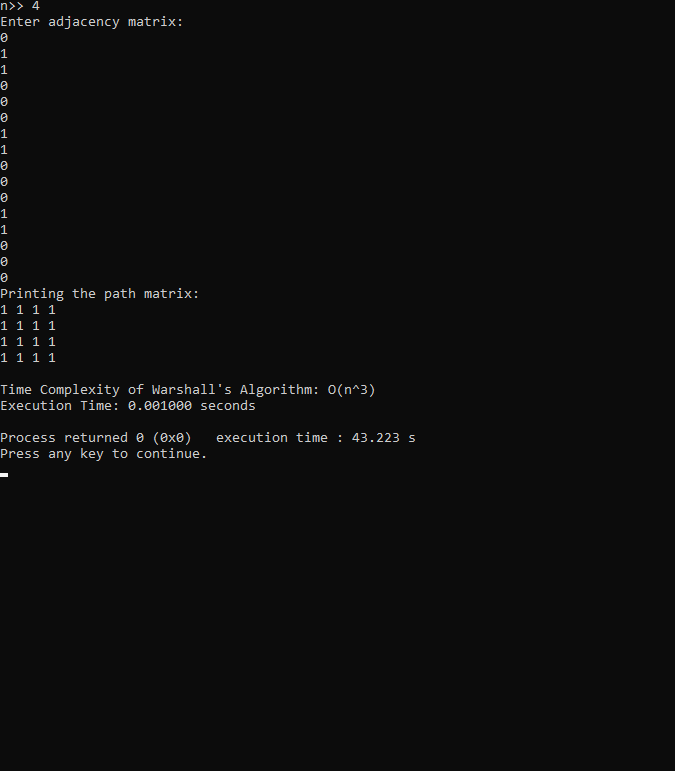 n>> 4
Enter adjacency matrix:
0
1
1
0
0
0
1
1
0
0
0
1
1
0
0
0
Printing the path matrix:
1 1 1 1
1 1 1 1
1 1 1 1
1 1 1 1
Time Complexity of Warshall's Algorithm: O(n^3)
Execution Time: 0.001000 seconds
Process returned 0 (0x0)   execution time : 43.223 s
Press any key to continue.